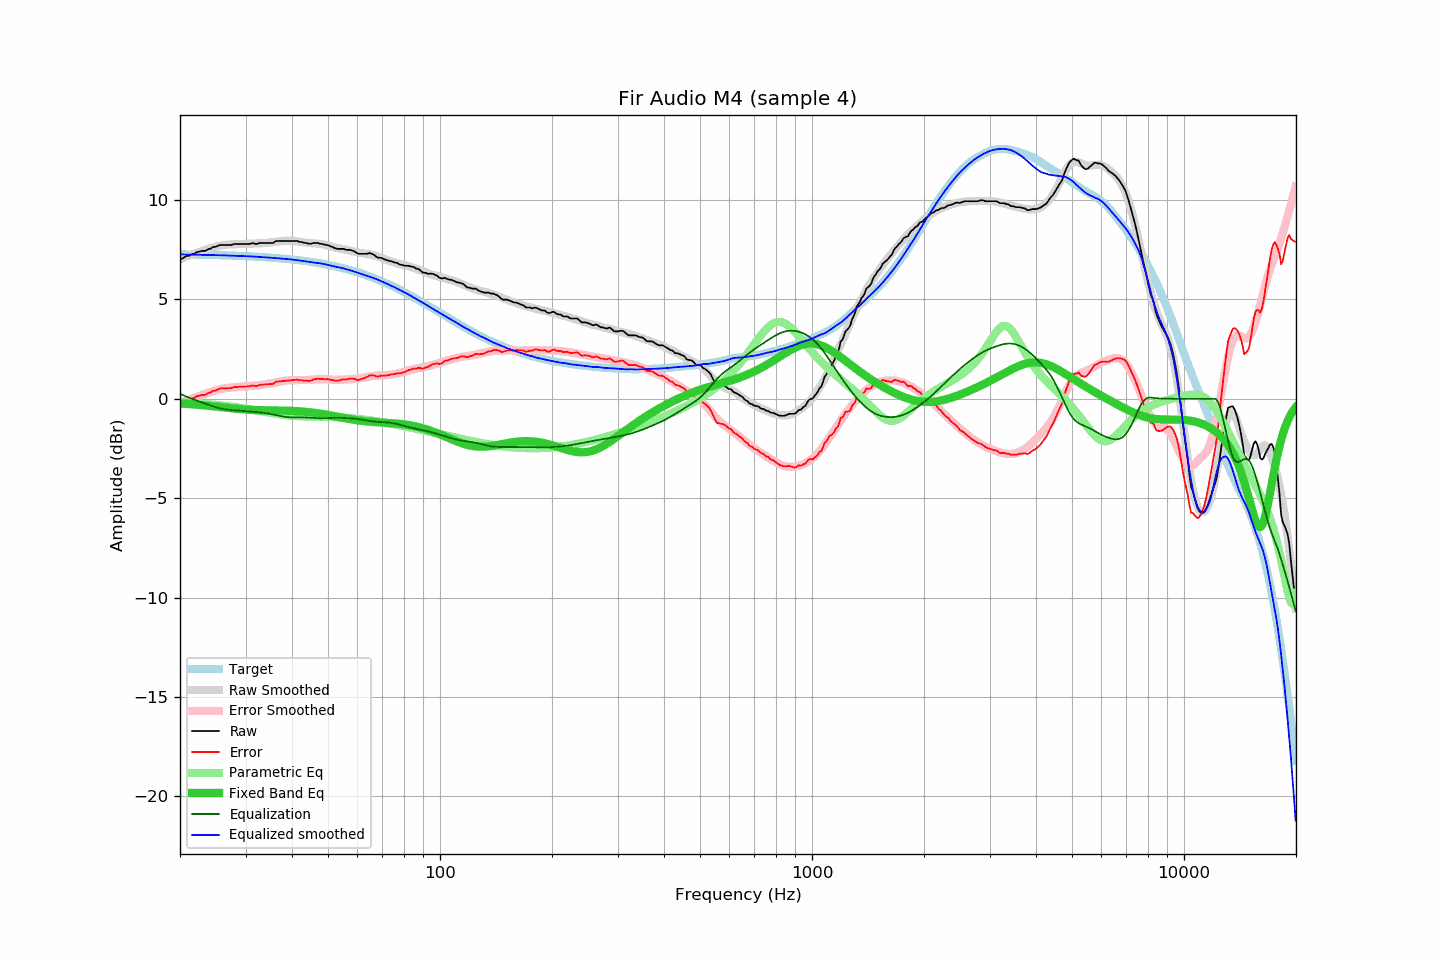 Fir Audio M4 (sample 4)
Amplitude (dBr)
10
5
0
−5
−10
−15
−20
Target
Raw Smoothed
Error Smoothed
Raw
Error
Parametric Eq
Fixed Band Eq
Equalization
Equalized smoothed
100
1000
10000
Frequency (Hz)